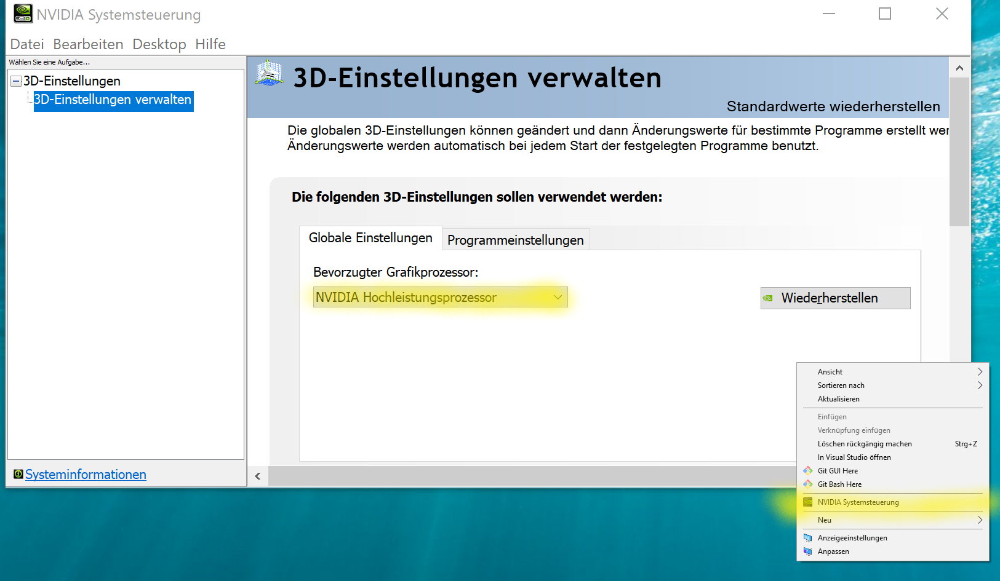 NVIDIA Systemsteuerung
Datei Bearbeiten Desktop Hilfe
Wählen Sie eine Aufgabe...
3D-Einstellungen
3D-Einstellungen verwalten
Systeminformationen
3D-Einstellungen verwalten
Standardwerte wiederherstellen
Die globalen 3D-Einstellungen können geändert und dann Änderungswerte für bestimmte Programme erstellt wer
Änderungswerte werden automatisch bei jedem Start der festgelegten Programme benutzt.
Die folgenden 3D-Einstellungen sollen verwendet werden:
Globale Einstellungen Programmeinstellungen
Bevorzugter Grafikprozessor:
NVIDIA Hochleistungsprozessor
Wiederherstellen
Ansicht
Sortieren nach
Aktualisieren
Einfügen
Verknüpfung einfügen
Löschen rückgängig machen Strg+Z
In Visual Studio öffnen
Git GUI Here
Git Bash Here
NVIDIA Systemsteuerung
Neu
Anzeigeeinstellungen
Anpassen